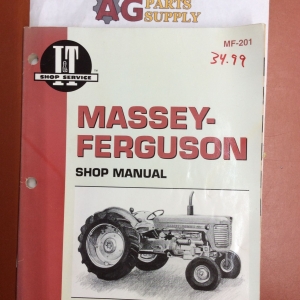 AG PARTS
SUPPLY
MF-201
34.99
I&T
SHOP SERVICE
MASSEY-
FERGUSON
SHOP MANUAL